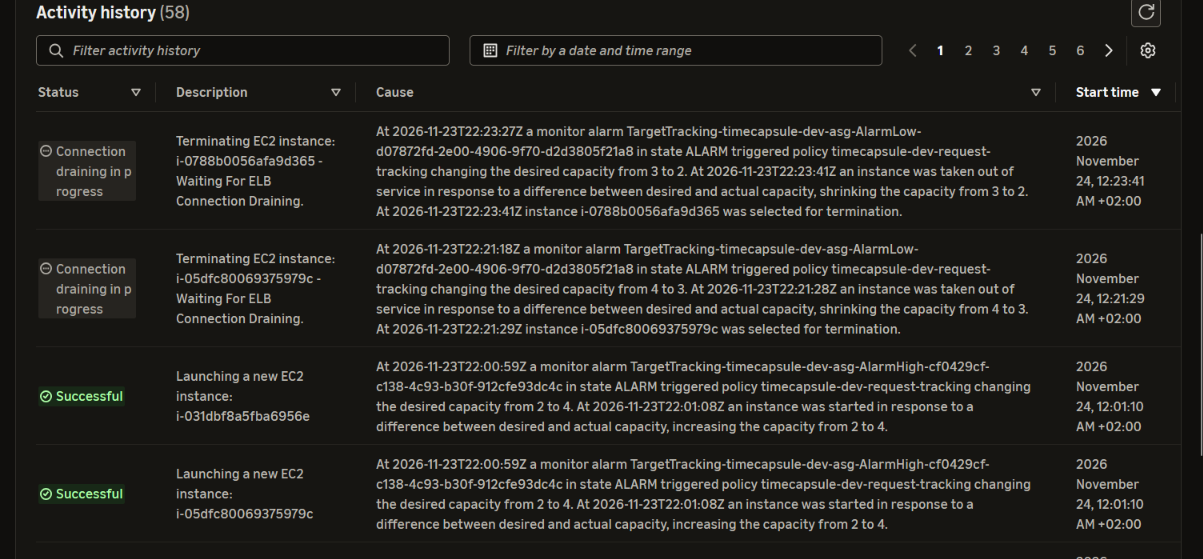 Activity history (58)
Filter activity history
Filter by a date and time range
1 2 3 4 5 6
Status
Description
Cause
Start time
Connection
draining in p
rogress
Terminating EC2 instance:
i-0788b0056afa9d365 -
Waiting For ELB
Connection Draining.
At 2026-11-23T22:23:27Z a monitor alarm TargetTracking-timecapsule-dev-asg-AlarmLow-
d07872fd-2e00-4906-9f70-d2d3805f21a8 in state ALARM triggered policy timecapsule-dev-request-
tracking changing the desired capacity from 3 to 2. At 2026-11-23T22:23:41Z an instance was taken out of
service in response to a difference between desired and actual capacity, shrinking the capacity from 3 to 2.
At 2026-11-23T22:23:41Z instance i-0788b0056afa9d365 was selected for termination.
2026
November
24, 12:23:41
AM +02:00
Connection
draining in p
rogress
Terminating EC2 instance:
i-05dfc80069375979c -
Waiting For ELB
Connection Draining.
At 2026-11-23T22:21:18Z a monitor alarm TargetTracking-timecapsule-dev-asg-AlarmLow-
d07872fd-2e00-4906-9f70-d2d3805f21a8 in state ALARM triggered policy timecapsule-dev-request-
tracking changing the desired capacity from 4 to 3. At 2026-11-23T22:21:28Z an instance was taken out of
service in response to a difference between desired and actual capacity, shrinking the capacity from 4 to 3.
At 2026-11-23T22:21:29Z instance i-05dfc80069375979c was selected for termination.
2026
November
24, 12:21:29
AM +02:00
Successful
Launching a new EC2
instance:
i-031dbf8a5fba6956e
At 2026-11-23T22:00:59Z a monitor alarm TargetTracking-timecapsule-dev-asg-AlarmHigh-cf0429cf-
c138-4c93-b30f-912cfe93dc4c in state ALARM triggered policy timecapsule-dev-request-tracking changing
the desired capacity from 2 to 4. At 2026-11-23T22:01:08Z an instance was started in response to a
difference between desired and actual capacity, increasing the capacity from 2 to 4.
2026
November
24, 12:01:10
AM +02:00
Successful
Launching a new EC2
instance:
i-05dfc80069375979c
At 2026-11-23T22:00:59Z a monitor alarm TargetTracking-timecapsule-dev-asg-AlarmHigh-cf0429cf-
c138-4c93-b30f-912cfe93dc4c in state ALARM triggered policy timecapsule-dev-request-tracking changing
the desired capacity from 2 to 4. At 2026-11-23T22:01:08Z an instance was started in response to a
difference between desired and actual capacity, increasing the capacity from 2 to 4.
2026
November
24, 12:01:10
AM +02:00